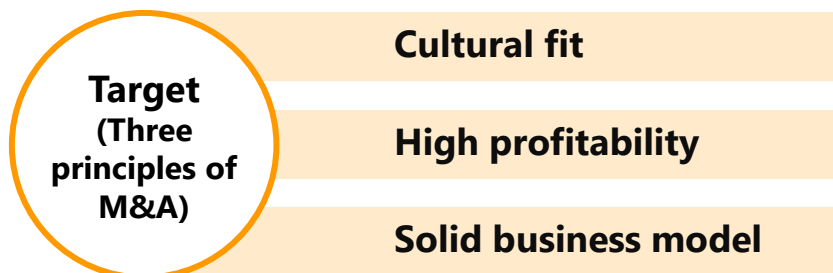 Target
(Three
principles of
M&A)
Cultural fit
High profitability
Solid business model